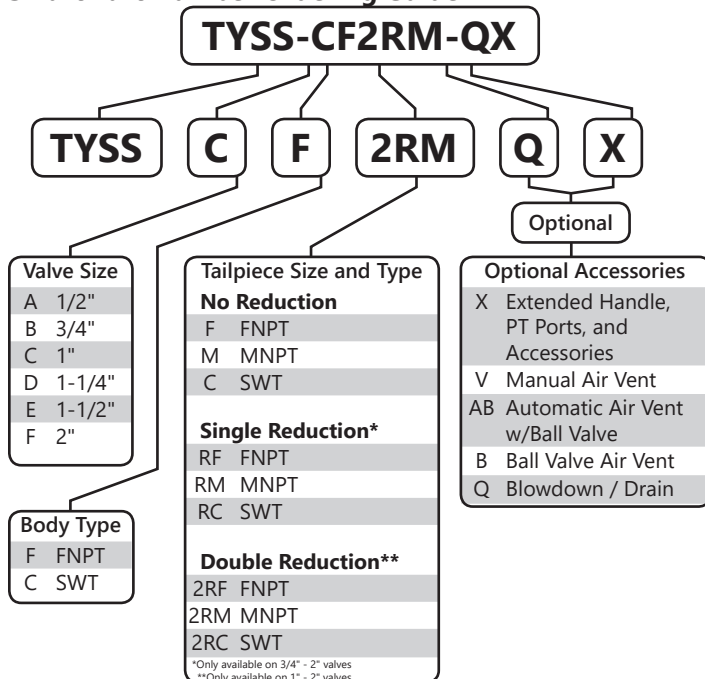 TYSS-CF2RM-QX
TYSS C F 2RM Q X
Optional
Valve Size
A 1/2"
B 3/4"
C 1"
D 1-1/4"
E 1-1/2"
F 2"
Body Type
F FNPT
C SWT
Tailpiece Size and Type
No Reduction
F FNPT
M MNPT
C SWT
Single Reduction*
RF FNPT
RM MNPT
RC SWT
Double Reduction**
2RF FNPT
2RM MNPT
2RC SWT
*Only available on 3/4" - 2" valves
**Only available on 1" - 2" valves
Optional Accessories
X Extended Handle,
PT Ports, and
Accessories
V Manual Air Vent
AB Automatic Air Vent
w/Ball Valve
B Ball Valve Air Vent
Q Blowdown / Drain